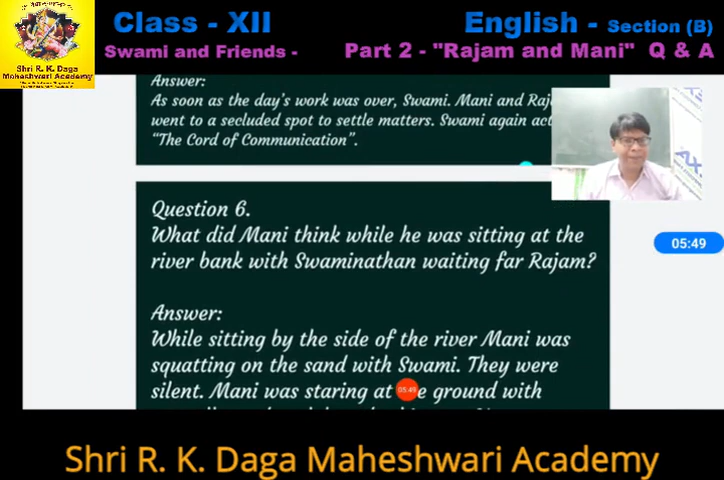 Class - XII
English - Section (B)
Swami and Friends - Part 2 - "Rajam and Mani" Q & A
Shri R. K. Daga
Maheshwari Academy
Answer:
As soon as the day's work was over, Swami. Mani and
went to a secluded spot to settle matters. Swami again
"The Cord of Communication".
05:49
Question 6.
What did Mani think while he was sitting at the
river bank with Swaminathan waiting far Rajam?
Answer:
While sitting by the side of the river Mani was
squatting on the sand with Swami. They were
silent. Mani was staring at ground with
05:49
Shri R. K. Daga Maheshwari Academy